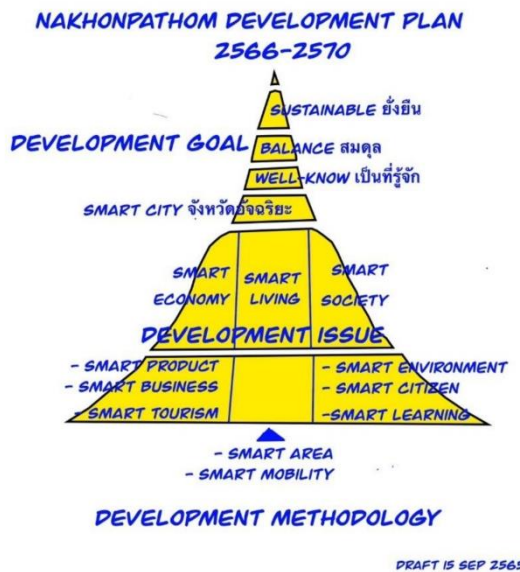 NAKHONPATHOM DEVELOPMENT PLAN
2566-2570
SUSTAINABLE ยั่งยืน
DEVELOPMENT GOAL
BALANCE สมดุล
WELL-KNOW เป็นที่รู้จัก
SMART CITY จังหวัดอัจฉริยะ
SMART ECONOMY
SMART LIVING
SMART SOCIETY
DEVELOPMENT ISSUE
- SMART PRODUCT
- SMART BUSINESS
- SMART TOURISM
- SMART ENVIRONMENT
- SMART CITIZEN
-SMART LEARNING
- SMART AREA
- SMART MOBILITY
DEVELOPMENT METHODOLOGY
DRAFT 15 SEP 2565